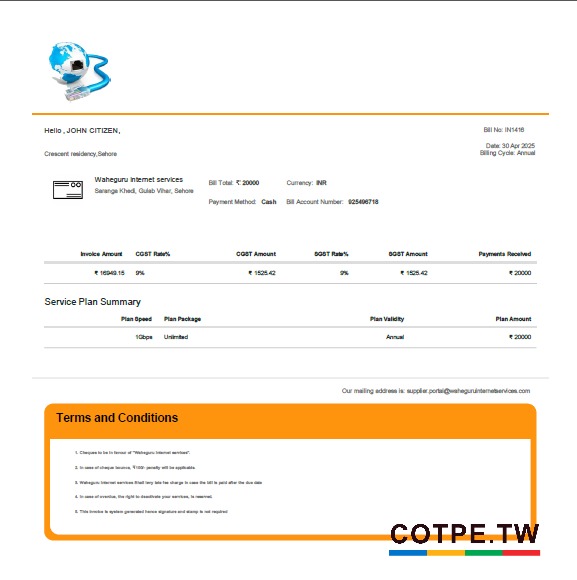 Hello , JOHN CITIZEN,
Bill No: IN1416
Date: 30 Apr 2025
Crescent residency,Sehore
Billing Cycle: Annual
Waheguru Internet services
Saranga Khedi, Gulab Vihar, Sehore
Bill Total: ₹ 20000 Currency: INR
Payment Method: Cash Bill Account Number: 925496718
Invoice Amount CGST Rate% CGST Amount SGST Rate% SGST Amount Payments Received
₹ 16949.15 9% ₹ 1525.42 9% ₹ 1525.42 ₹ 20000
Service Plan Summary
Plan Speed Plan Package Plan Validity Plan Amount
1Gbps Unlimited Annual ₹ 20000
Our mailing address is: supplier.portal@waheguruinternetservices.com
Terms and Conditions
1. Cheques to be in favour of "Waheguru Internet services".
2. In case of cheque bounce, ₹100/- penalty will be applicable.
3. Waheguru Internet services Shall levy late fee charge in case the bill is paid after the due date
4. In case of overdue, the right to deactivate your services, is reserved.
5. This invoice is system generated hence signature and stamp is not required
COTPE.TW